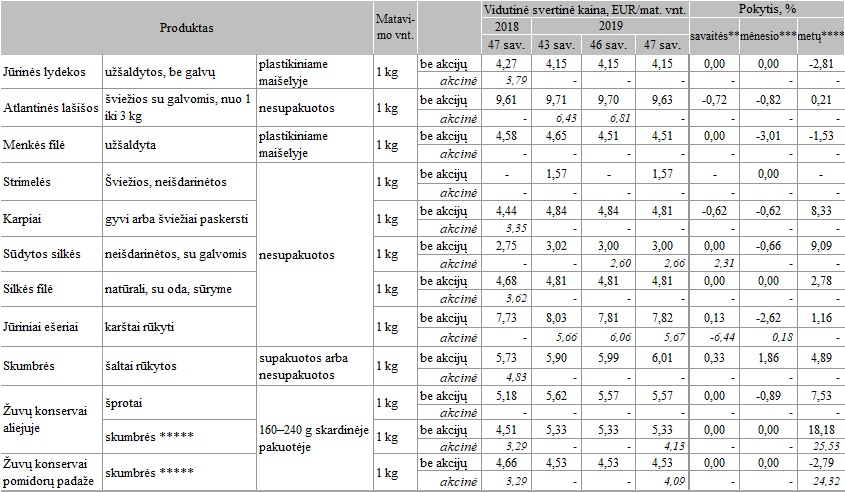 Produktas Matavi-mo vnt. Vidutinė svertinė kaina, EUR/mat. vnt. Pokytis, %
2018 2019 savaitės** mėnesio*** metų****
47 sav. 43 sav. 46 sav. 47 sav.
Jūrinės lydekos užšaldytos, be galvų plastikiniame maišelyje 1 kg be akcijų 4,27 4,15 4,15 4,15 0,00 0,00 -2,81
akcinė 3,79 - - - - - -
Atlantinės lašišos šviežios su galvomis, nuo 1 iki 3 kg nesupakuotos 1 kg be akcijų 9,61 9,71 9,70 9,63 -0,72 -0,82 0,21
akcinė - 6,43 6,81 - - - -
Menkės filė užšaldyta plastikiniame maišelyje 1 kg be akcijų 4,58 4,65 4,51 4,51 0,00 -3,01 -1,53
akcinė - - - - - - -
Strimelės Šviežios, neišdarinėtos nesupakuotos 1 kg be akcijų - 1,57 - 1,57 - 0,00 -
akcinė - - - - - - -
Karpiai gyvi arba šviežiai paskersti 1 kg be akcijų 4,44 4,84 4,84 4,81 -0,62 -0,62 8,33
akcinė 3,35 - - - - - -
Sūdytos silkės neišdarinėtos, su galvomis 1 kg be akcijų 2,75 3,02 3,00 3,00 0,00 -0,66 9,09
akcinė - - 2,60 2,66 2,31 - -
Silkės filė natūrali, su oda, sūryme 1 kg be akcijų 4,68 4,81 4,81 4,81 0,00 0,00 2,78
akcinė 3,62 - - - - - -
Jūriniai ešeriai karštai rūkyti 1 kg be akcijų 7,73 8,03 7,81 7,82 0,13 -2,62 1,16
akcinė - 5,66 6,06 5,67 -6,44 0,18 -
Skumbrės šaltai rūkytos supakuotos arba nesupakuotos 1 kg be akcijų 5,73 5,90 5,99 6,01 0,33 1,86 4,89
akcinė 4,83 - - - - - -
Žuvų konservai aliejuje šprotai 160–240 g skardinėje pakuotėje 1 kg be akcijų 5,18 5,62 5,57 5,57 0,00 -0,89 7,53
akcinė - - - - - - -
skumbrės ***** 1 kg be akcijų 4,51 5,33 5,33 5,33 0,00 0,00 18,18
akcinė 3,29 - - 4,13 - - 25,53
Žuvų konservai pomidorų padaže skumbrės ***** 1 kg be akcijų 4,66 4,53 4,53 4,53 0,00 0,00 -2,79
akcinė 3,29 - - 4,09 - - 24,32